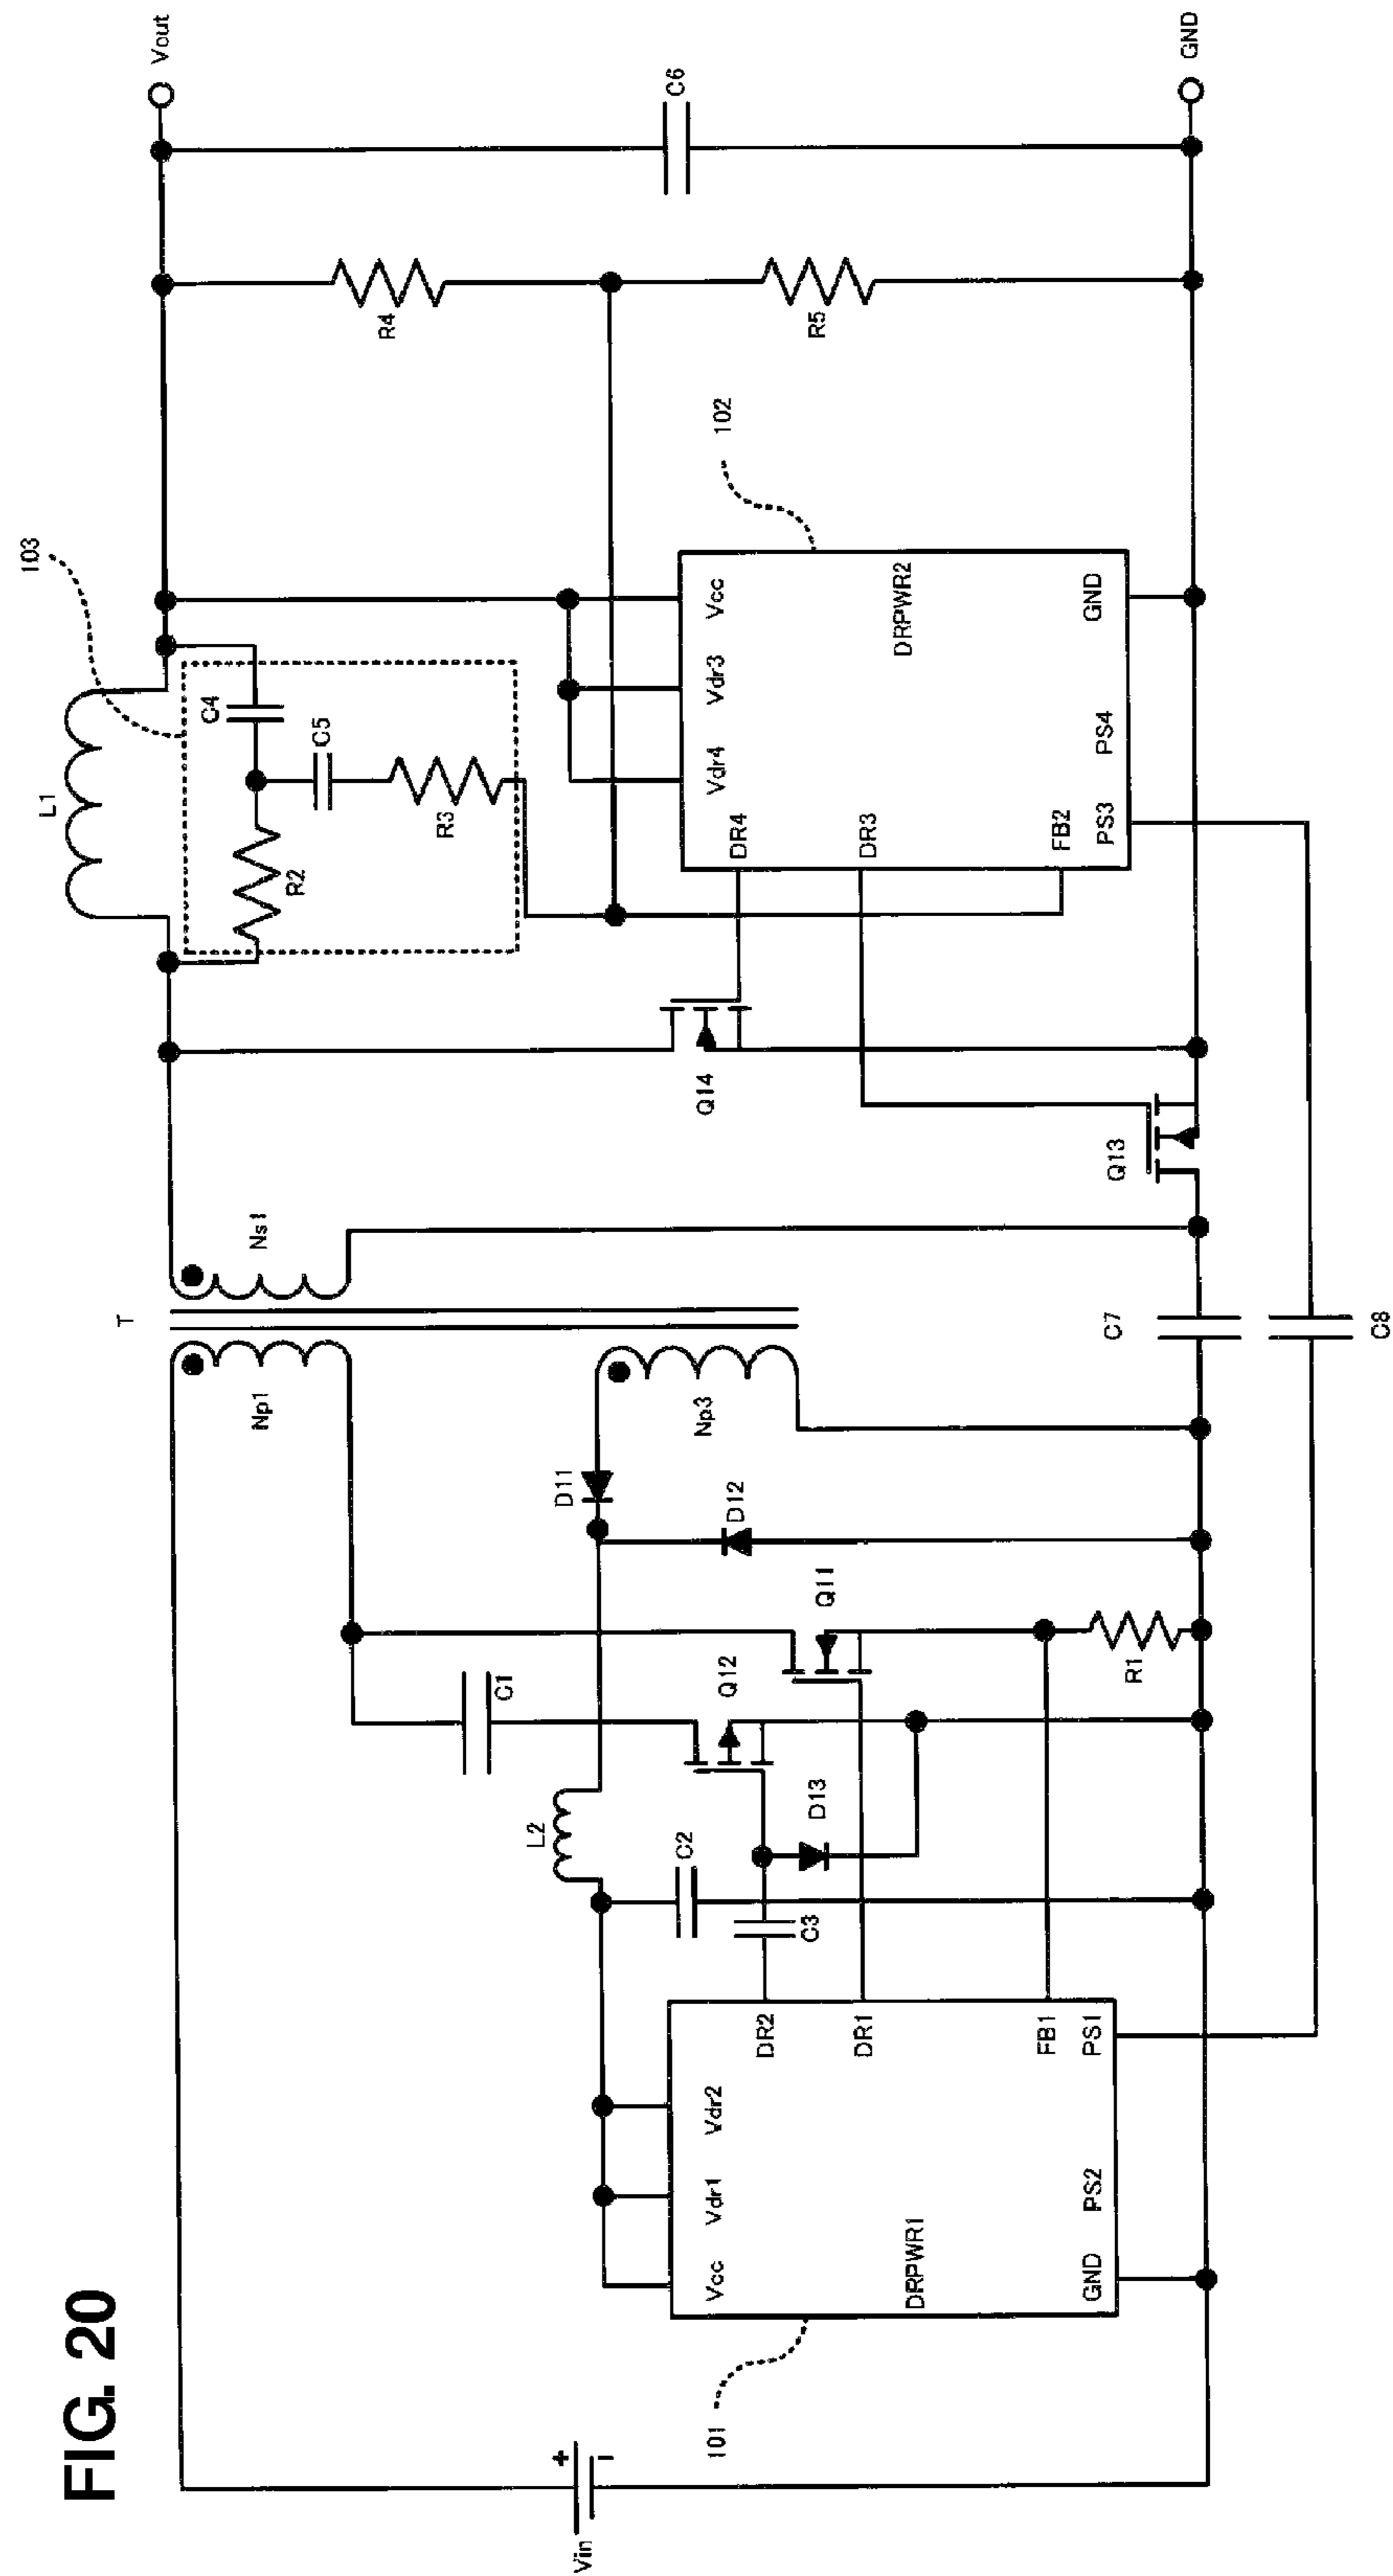 FIG. 20
Vin
+
−
101
Vcc
Vdr1
Vdr2
DRPWR1
DR2
DR1
FB1
GND
PS2
PS1
L2
C2
C3
D13
C1
Q12
Q11
R1
D11
D12
Np1
Np3
T
Ns1
C7
C8
Q13
Q14
L1
103
R2
C4
C5
R3
DR4
Vdr4
Vdr3
Vcc
DR3
DRPWR2
FB2
PS3
PS4
GND
102
R4
R5
C6
Vout
GND